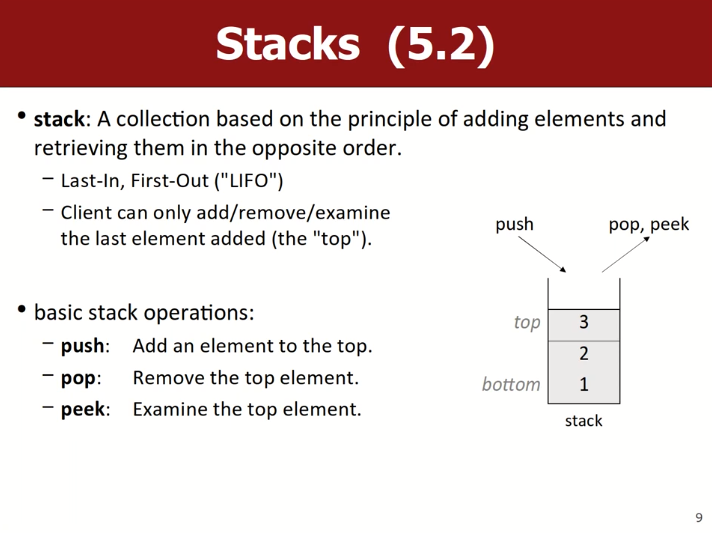 Stacks (5.2)
• stack: A collection based on the principle of adding elements and
retrieving them in the opposite order.
– Last-In, First-Out ("LIFO")
– Client can only add/remove/examine
the last element added (the "top").
• basic stack operations:
– push: Add an element to the top.
– pop: Remove the top element.
– peek: Examine the top element.
push pop, peek
top 3
2
bottom 1
stack
9